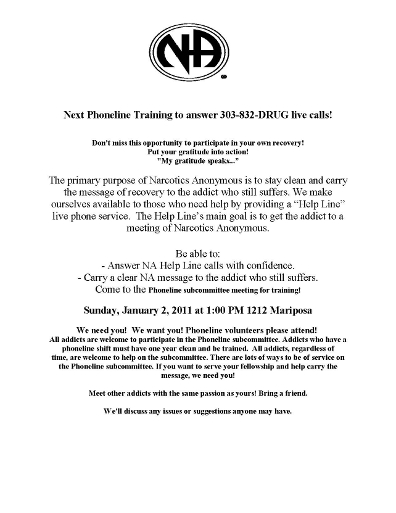 NA
Next Phoneline Training to answer 303-832-DRUG live calls!
Don't miss this opportunity to participate in your own recovery!
Put your gratitude into action!
"My gratitude speaks..."
The primary purpose of Narcotics Anonymous is to stay clean and carry
the message of recovery to the addict who still suffers. We make
ourselves available to those who need help by providing a “Help Line”
live phone service.  The Help Line’s main goal is to get the addict to a
meeting of Narcotics Anonymous.
Be able to:
- Answer NA Help Line calls with confidence.
- Carry a clear NA message to the addict who still suffers.
Come to the Phoneline subcommittee meeting for training!
Sunday, January 2, 2011 at 1:00 PM 1212 Mariposa
We need you!  We want you! Phoneline volunteers please attend!
All addicts are welcome to participate in the Phoneline subcommittee. Addicts who have a
phoneline shift must have one year clean and be trained.  All addicts, regardless of
time, are welcome to help on the subcommittee. There are lots of ways to be of service on
the Phoneline subcommittee. If you want to serve your fellowship and help carry the
message, we need you!
Meet other addicts with the same passion as yours! Bring a friend.
We'll discuss any issues or suggestions anyone may have.